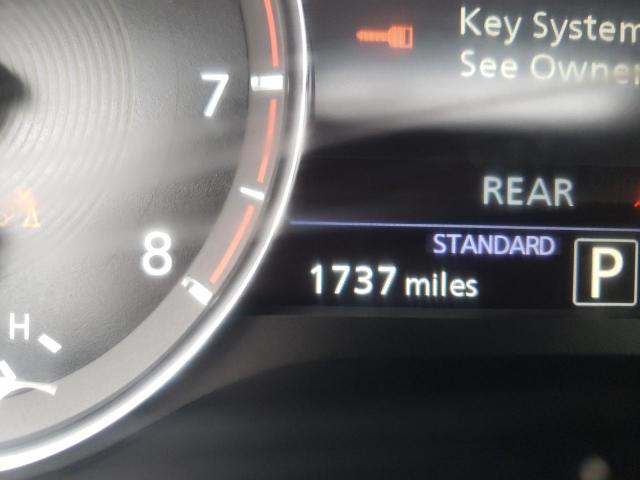 Key System
See Owner
7
REAR
STANDARD
8
1737 miles
P
H